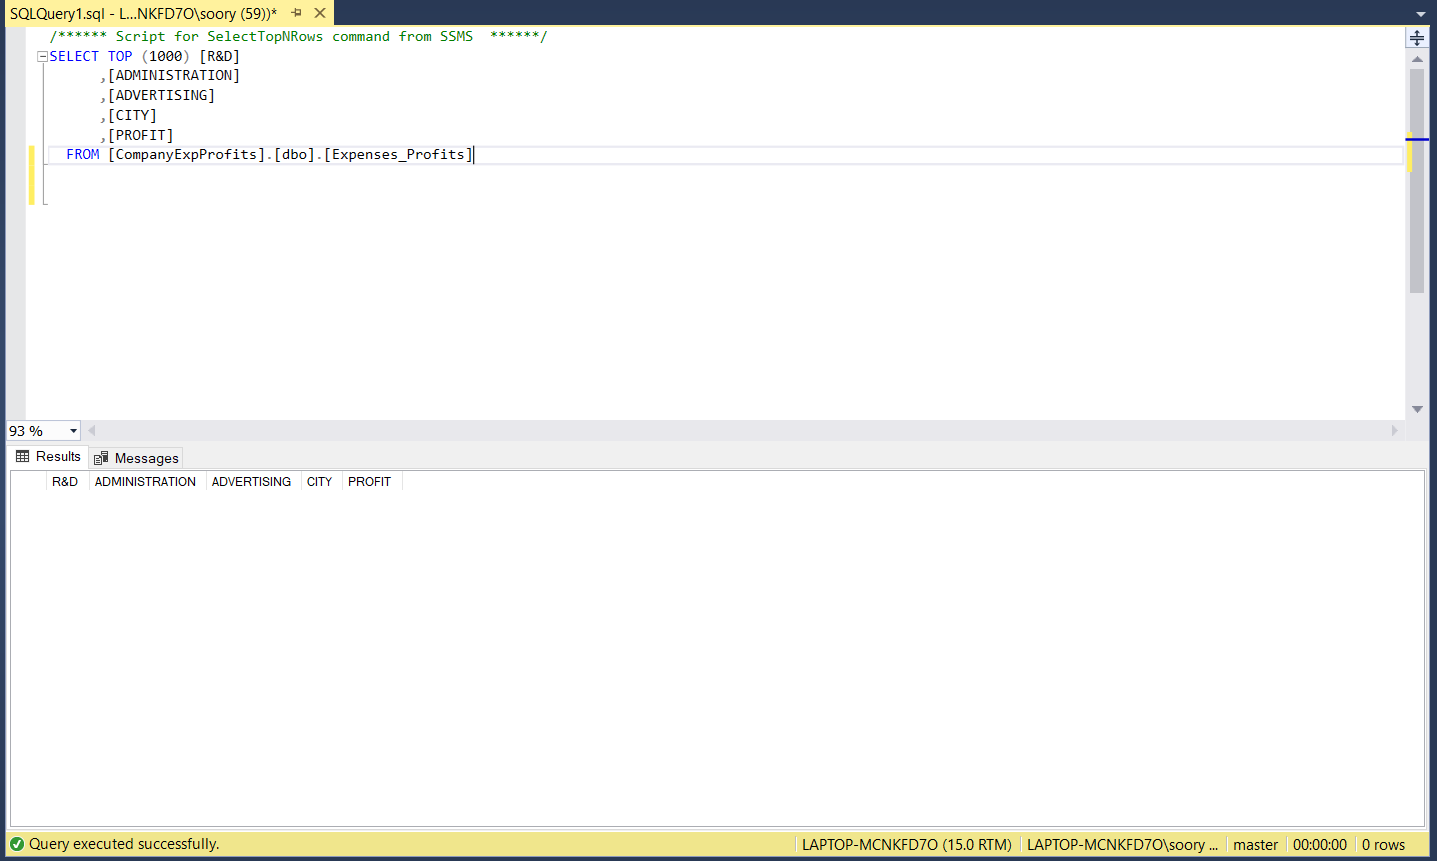 SQLQuery1.sql - L...NKFD7O\soory (59))*
/****** Script for SelectTopNRows command from SSMS  ******/
SELECT TOP (1000) [R&D]
      ,[ADMINISTRATION]
      ,[ADVERTISING]
      ,[CITY]
      ,[PROFIT]
  FROM [CompanyExpProfits].[dbo].[Expenses_Profits]
93 %
Results Messages
R&D ADMINISTRATION ADVERTISING CITY PROFIT
Query executed successfully. LAPTOP-MCNKFD7O (15.0 RTM) LAPTOP-MCNKFD7O\soory ... master 00:00:00 0 rows